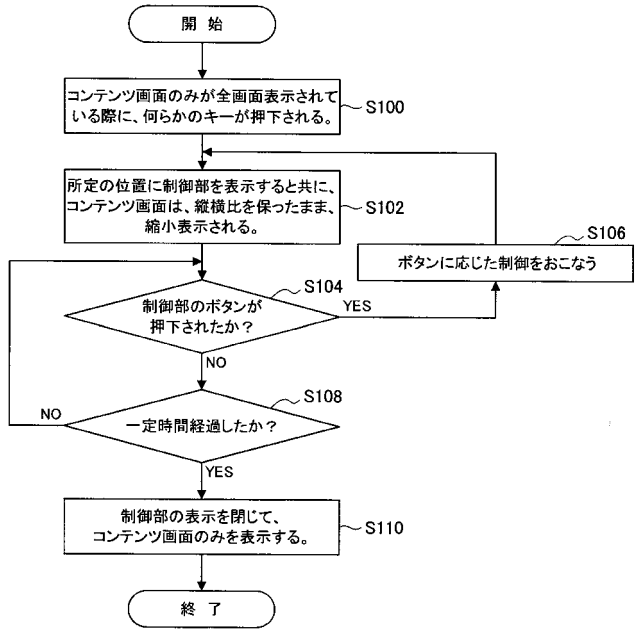 開 始
コンテンツ画面のみが全画面表示されて
いる際に、何らかのキーが押下される。
S100
所定の位置に制御部を表示すると共に、
コンテンツ画面は、縦横比を保ったまま、
縮小表示される。
S102
S106
ボタンに応じた制御をおこなう
S104
制御部のボタンが
押下されたか？
YES
NO
S108
一定時間経過したか？
NO
YES
制御部の表示を閉じて、
コンテンツ画面のみを表示する。
S110
終 了